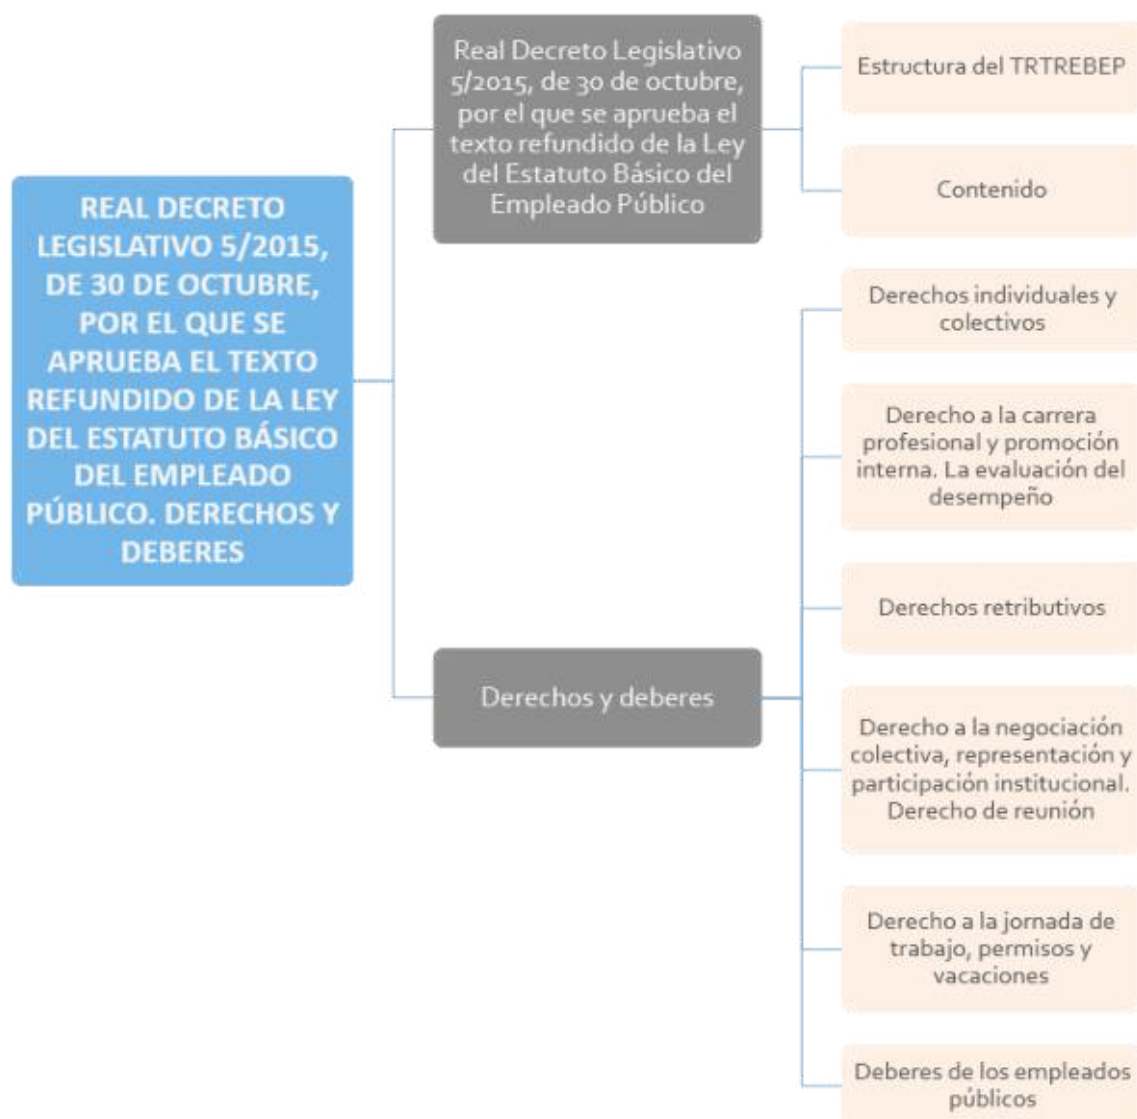 REAL DECRETO
LEGISLATIVO 5/2015,
DE 30 DE OCTUBRE,
POR EL QUE SE
APRUEBA EL TEXTO
REFUNDIDO DE LA LEY
DEL ESTATUTO BÁSICO
DEL EMPLEADO
PÚBLICO. DERECHOS Y
DEBERES
Real Decreto Legislativo
5/2015, de 30 de octubre,
por el que se aprueba el
texto refundido de la Ley
del Estatuto Básico del
Empleado Público
Estructura del TRTREBEP
Contenido
Derechos y deberes
Derechos individuales y
colectivos
Derecho a la carrera
profesional y promoción
interna. La evaluación del
desempeño
Derechos retributivos
Derecho a la negociación
colectiva, representación y
participación institucional.
Derecho de reunión
Derecho a la jornada de
trabajo, permisos y
vacaciones
Deberes de los empleados
públicos